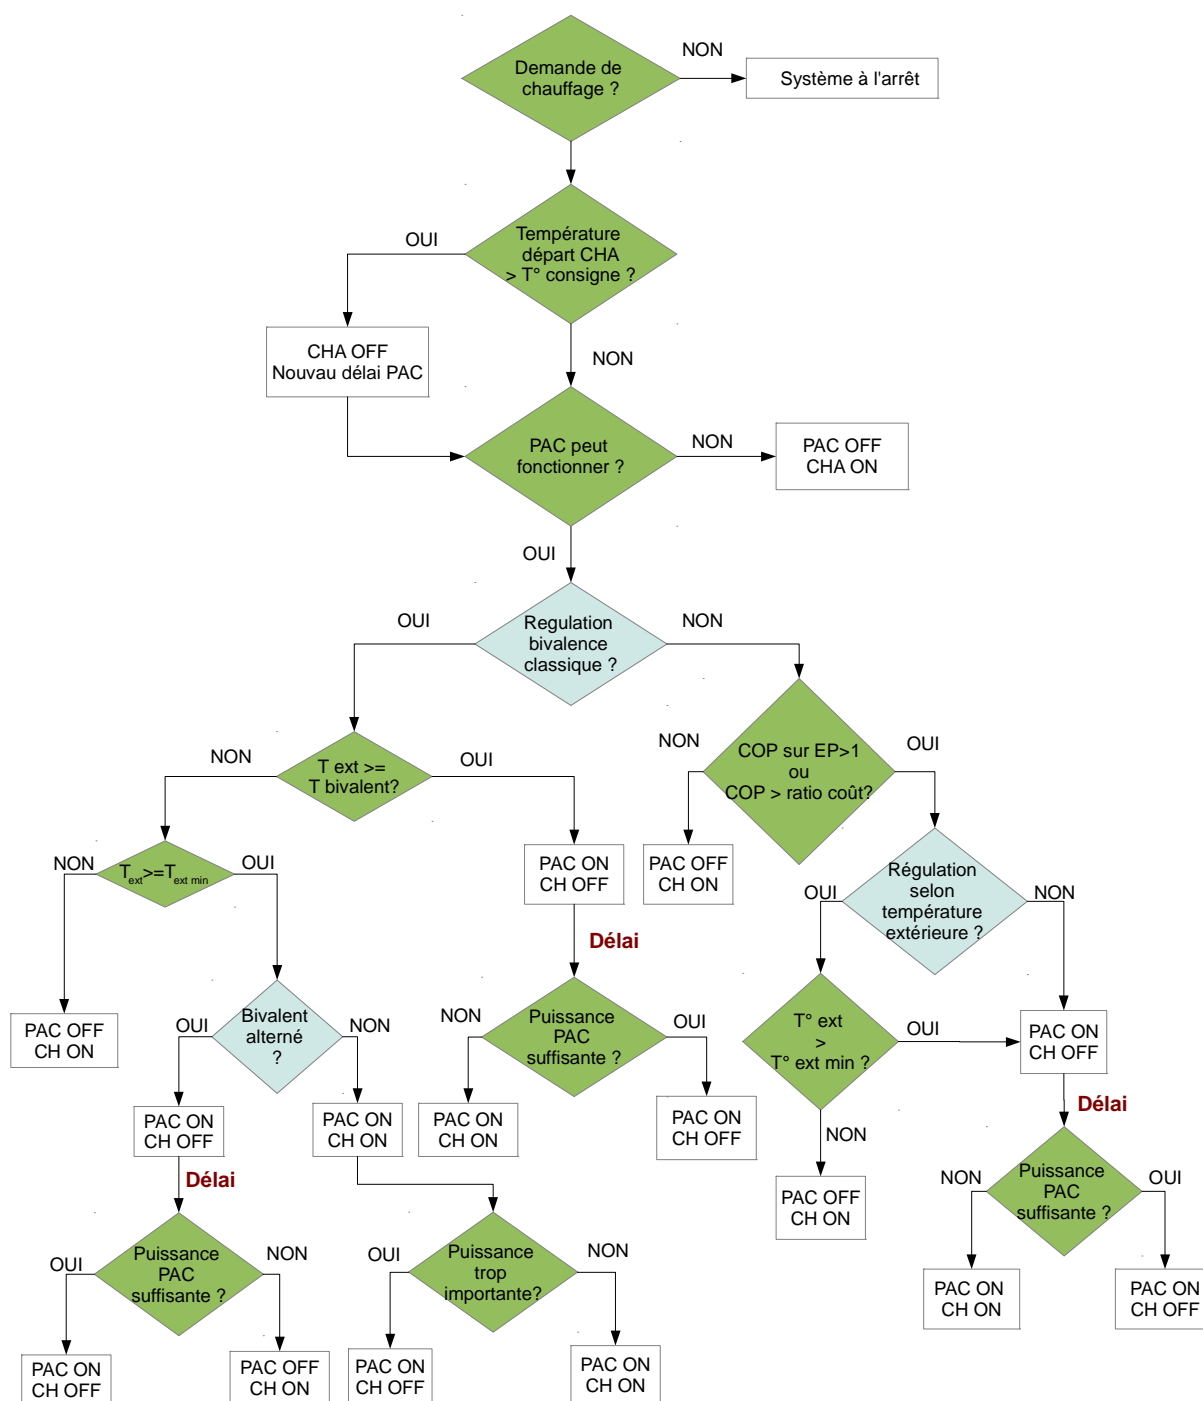 Demande de
chauffage ?
NON
Système à l'arrêt
OUI
Température
départ CHA
> T° consigne ?
CHA OFF
Nouvau délai PAC
NON
PAC peut
fonctionner ?
NON
PAC OFF
CHA ON
OUI
OUI
Regulation
bivalence
classique ?
NON
NON
T ext >=
T bivalent?
OUI
NON
COP sur EP>1
ou
COP > ratio coût?
OUI
NON
Text>=Text min
OUI
PAC ON
CH OFF
PAC OFF
CH ON
OUI
Régulation
selon
température
extérieure ?
NON
Délai
PAC OFF
CH ON
OUI
Bivalent
alterné
?
NON
NON
Puissance
PAC
suffisante ?
OUI
T° ext
>
T° ext min ?
OUI
PAC ON
CH OFF
PAC ON
CH OFF
PAC ON
CH ON
PAC ON
CH ON
PAC ON
CH OFF
NON
Délai
Délai
PAC OFF
CH ON
NON
Puissance
PAC
suffisante ?
OUI
OUI
Puissance
PAC
suffisante ?
NON
OUI
Puissance
trop
importante?
NON
PAC ON
CH ON
PAC ON
CH OFF
PAC ON
CH OFF
PAC OFF
CH ON
PAC ON
CH OFF
PAC ON
CH ON